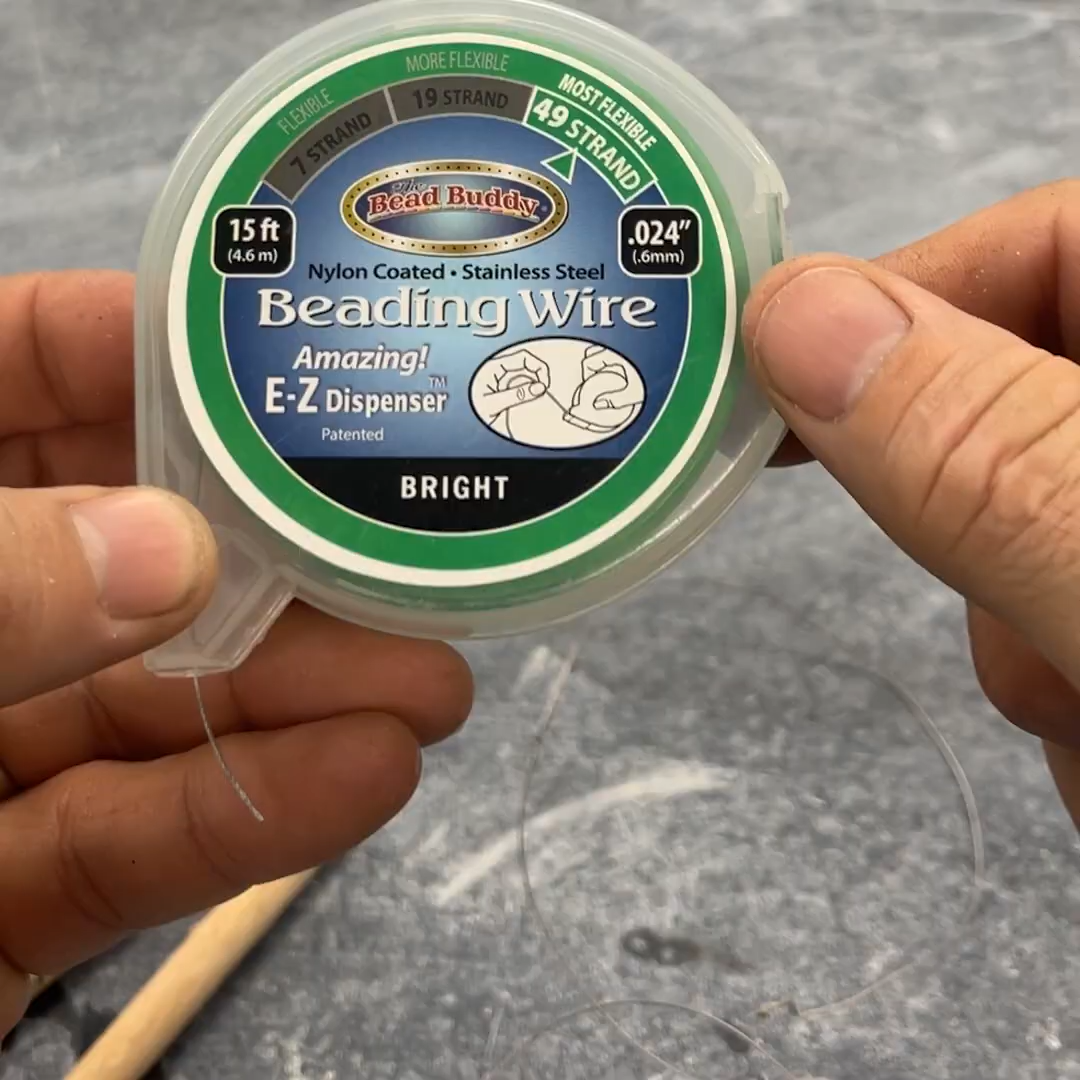 MORE FLEXIBLE
FLEXIBLE
MOST FLEXIBLE
7 STRAND
19 STRAND
49 STRAND
The
Bead Buddy
15 ft
(4.6 m)
.024”
(.6mm)
Nylon Coated • Stainless Steel
Beading Wire
Amazing!
E-Z Dispenser™
Patented
BRIGHT